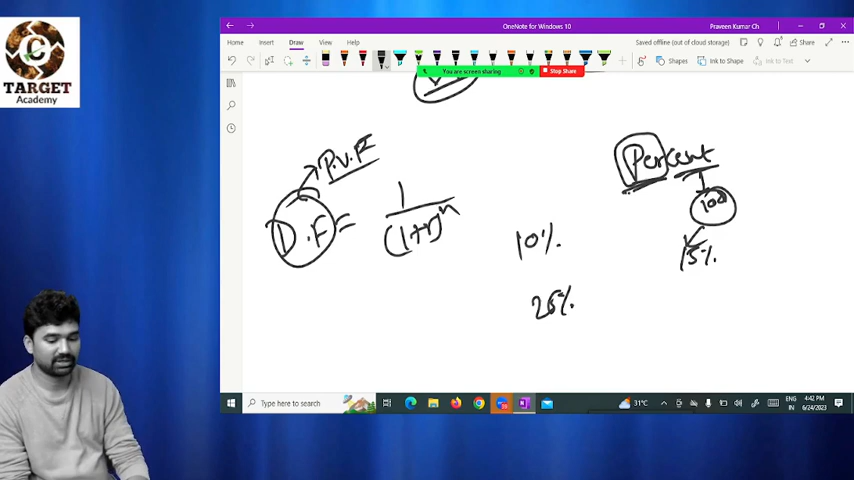 TARGET
Academy
OneNote for Windows 10
Praveen Kumar Ch
Home Insert Draw View Help
Saved offline (out of cloud storage)
Share
Shapes
Ink to Shape
Ink to Text
You are screen sharing
Stop Share
P.V.F
Percent
D.F =
1
(1+r)^n
100
10%
15%
25%
Type here to search
31°C
ENG
IN
4:42 PM
6/24/2023